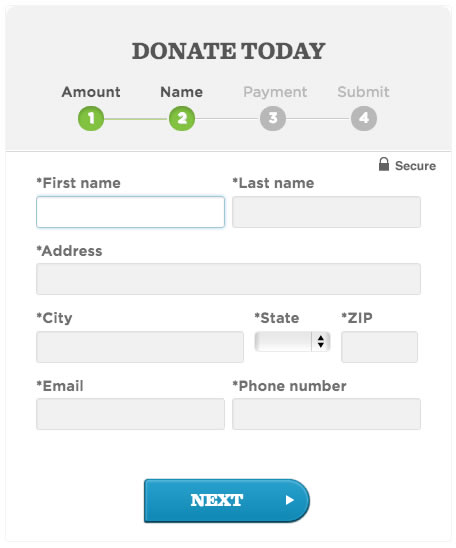 DONATE TODAY
Amount Name Payment Submit
1 2 3 4
Secure
*First name *Last name
*Address
*City *State *ZIP
*Email *Phone number
NEXT